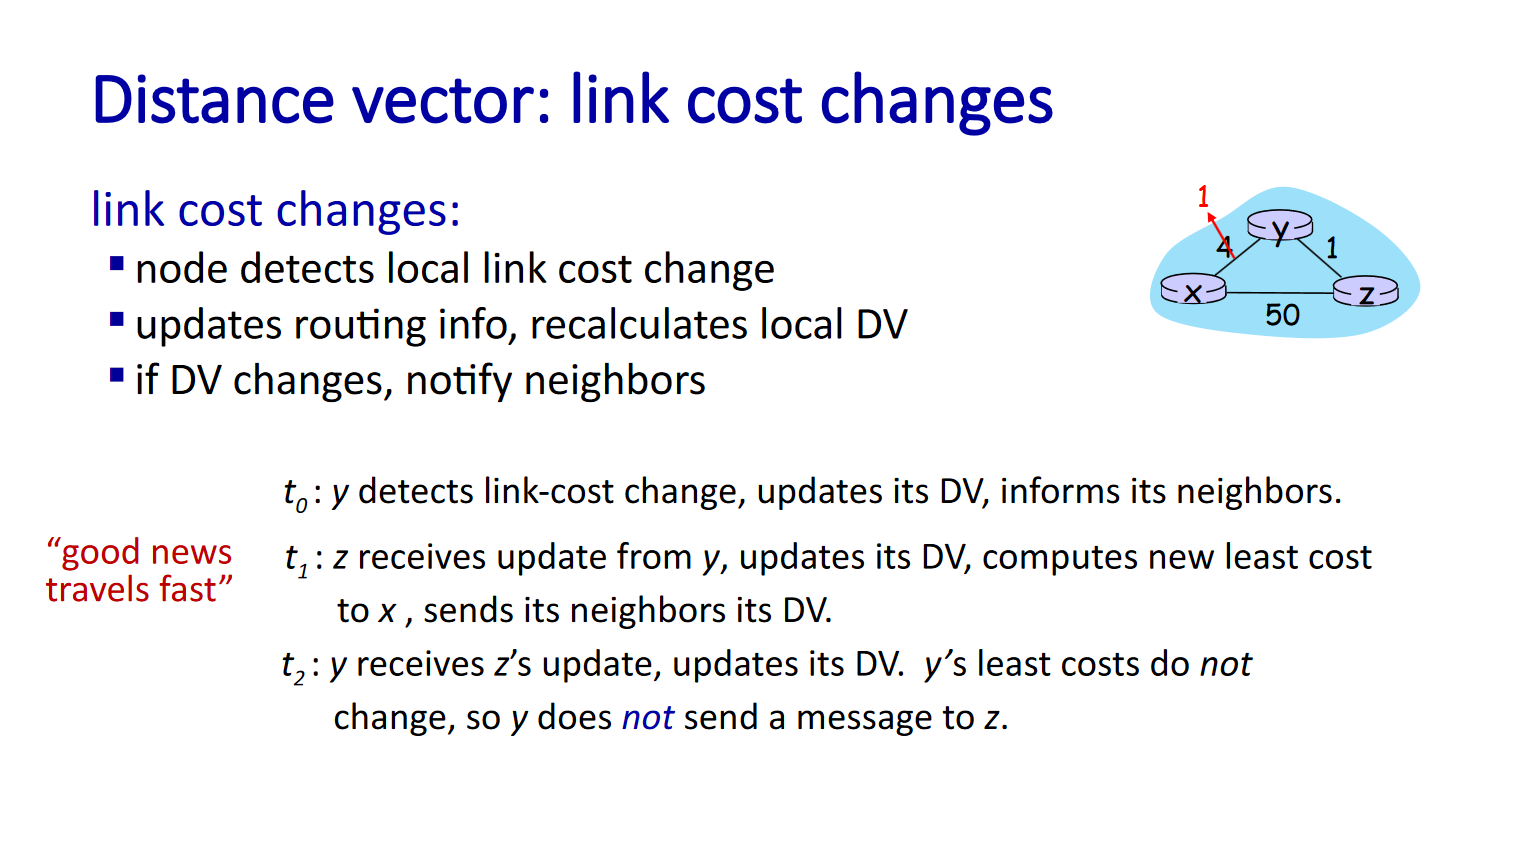 Distance vector: link cost changes
link cost changes:
▪ node detects local link cost change
▪ updates routing info, recalculates local DV
▪ if DV changes, notify neighbors
1
4
y
1
x
z
50
t0 : y detects link-cost change, updates its DV, informs its neighbors.
“good news
travels fast”
t1 : z receives update from y, updates its DV, computes new least cost
to x , sends its neighbors its DV.
t2 : y receives z’s update, updates its DV. y’s least costs do not
change, so y does not send a message to z.